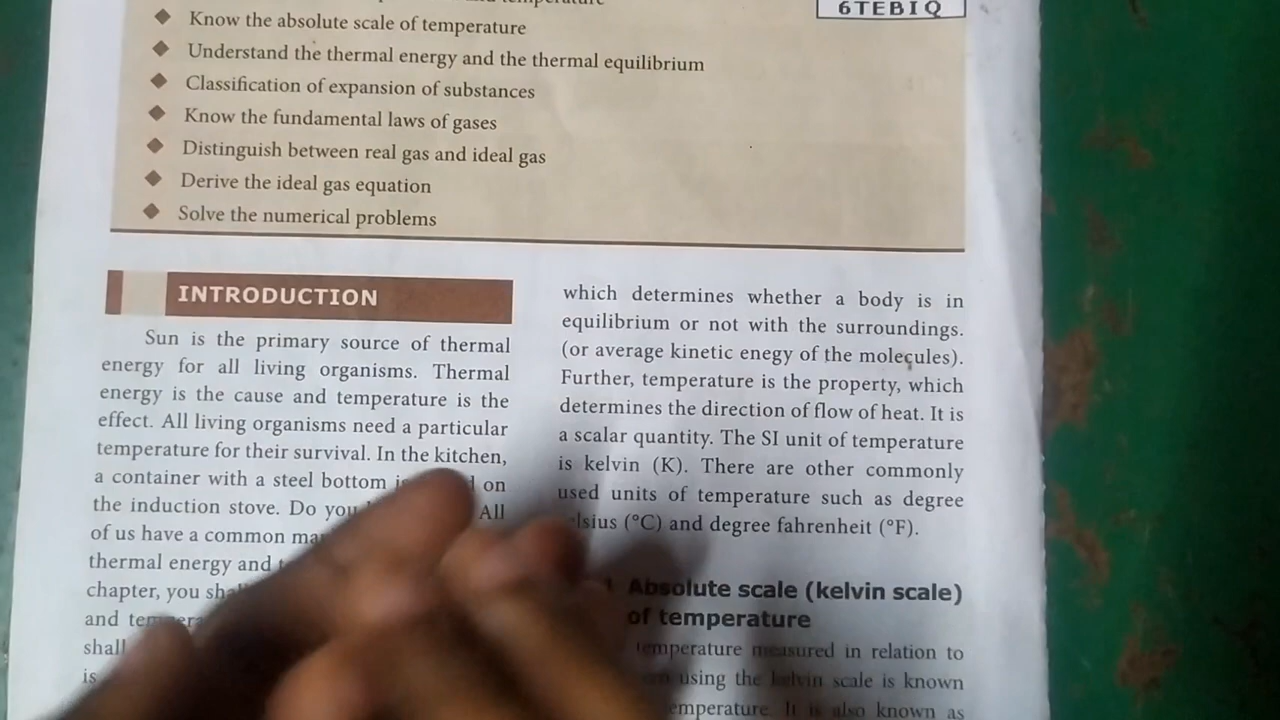 6TEBIQ
Know the absolute scale of temperature
Understand the thermal energy and the thermal equilibrium
Classification of expansion of substances
Know the fundamental laws of gases
Distinguish between real gas and ideal gas
Derive the ideal gas equation
Solve the numerical problems
INTRODUCTION
Sun is the primary source of thermal
energy for all living organisms. Thermal
energy is the cause and temperature is the
effect. All living organisms need a particular
temperature for their survival. In the kitchen,
a container with a steel bottom is on
the induction stove. Do you All
of us have a common
thermal energy and
chapter, you
and
shall
is
which determines whether a body is in
equilibrium or not with the surroundings.
(or average kinetic enegy of the molecules).
Further, temperature is the property, which
determines the direction of flow of heat. It is
a scalar quantity. The SI unit of temperature
is kelvin (K). There are other commonly
used units of temperature such as degree
(°C) and degree fahrenheit (°F).
Absolute scale (kelvin scale)
of temperature
temperature measured in relation to
using the kelvin scale is known
It is also known as